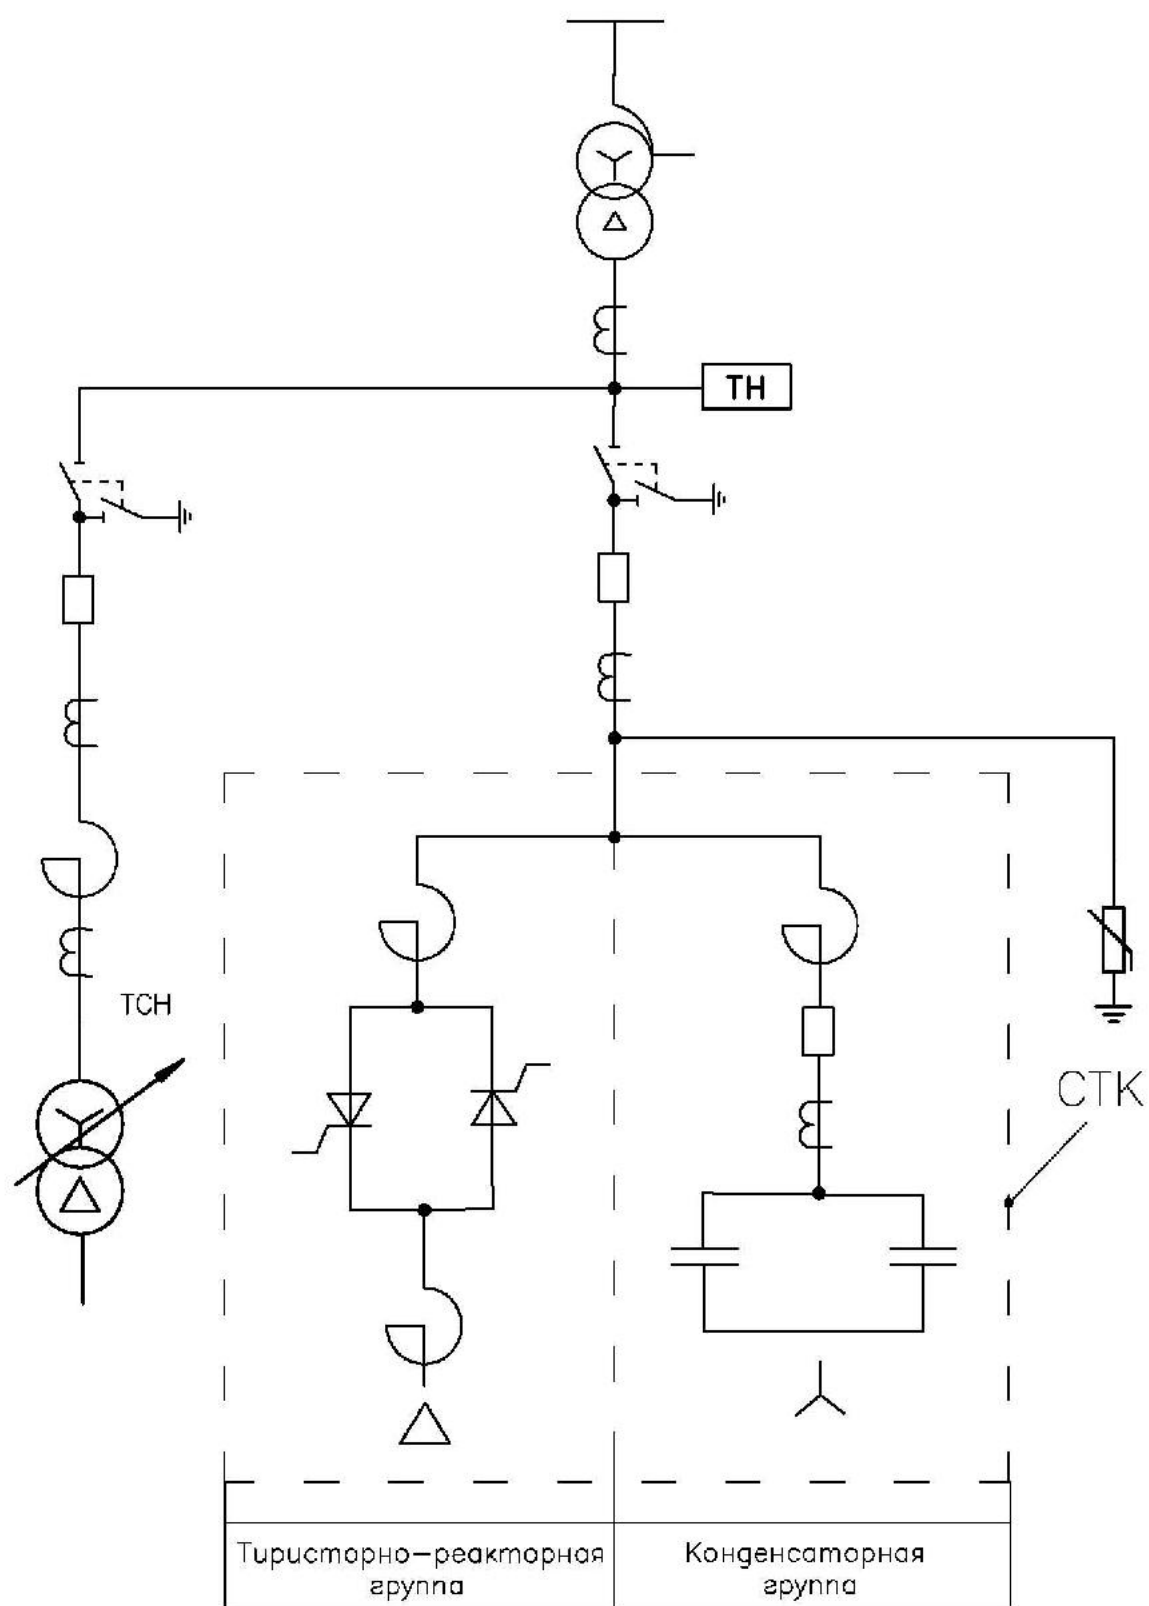 ТН
ТСН
СТК
Тиристорно-реакторная
группа
Конденсаторная
группа